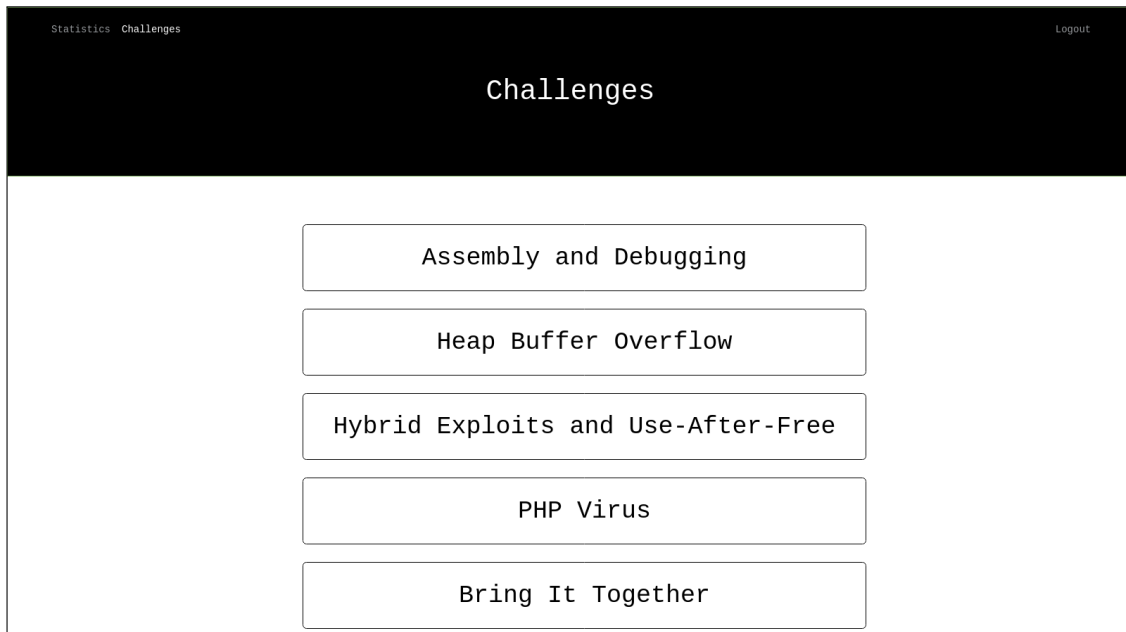 Statistics Challenges Logout
Challenges
Assembly and Debugging
Heap Buffer Overflow
Hybrid Exploits and Use-After-Free
PHP Virus
Bring It Together